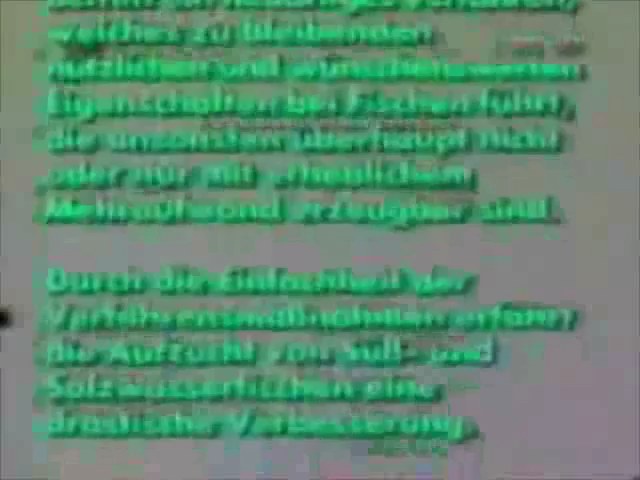 welches zu bleibenden
nützlichen und wünschenswerten
Eigenschaften bei Fischen führt,
die ansonsten überhaupt nicht
oder nur mit erheblichem
Mehraufwand erzeugbar sind.
Durch die Einfachheit der
Verfahrensmaßnahmen erfährt
die Aufzucht von Süß- und
Salzwasserfischen eine
drastische Verbesserung.